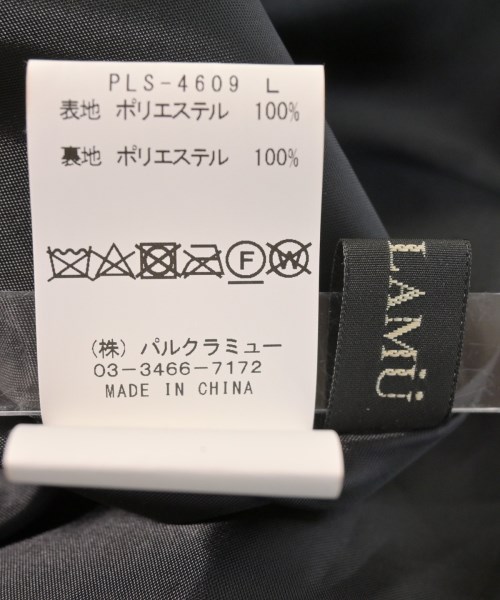 PLS-4609 L
表地 ポリエステル 100%
裏地 ポリエステル 100%
F W
(株) パルクラミュー
03-3466-7172
MADE IN CHINA
LAMÜ